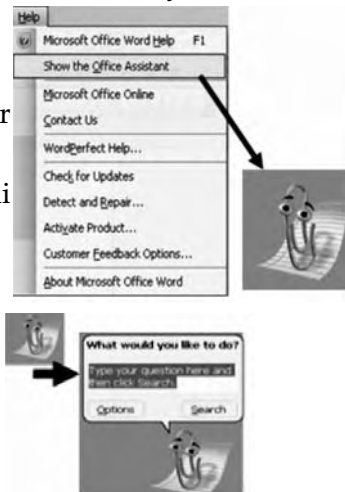 Help
Microsoft Office Word Help F1
Show the Office Assistant
Microsoft Office Online
r
Contact Us
WordPerfect Help...
Check for Updates
i
Detect and Repair...
Activate Product...
Customer Feedback Options...
About Microsoft Office Word
What would you like to do?
Type your question here and
then click Search.
Options Search